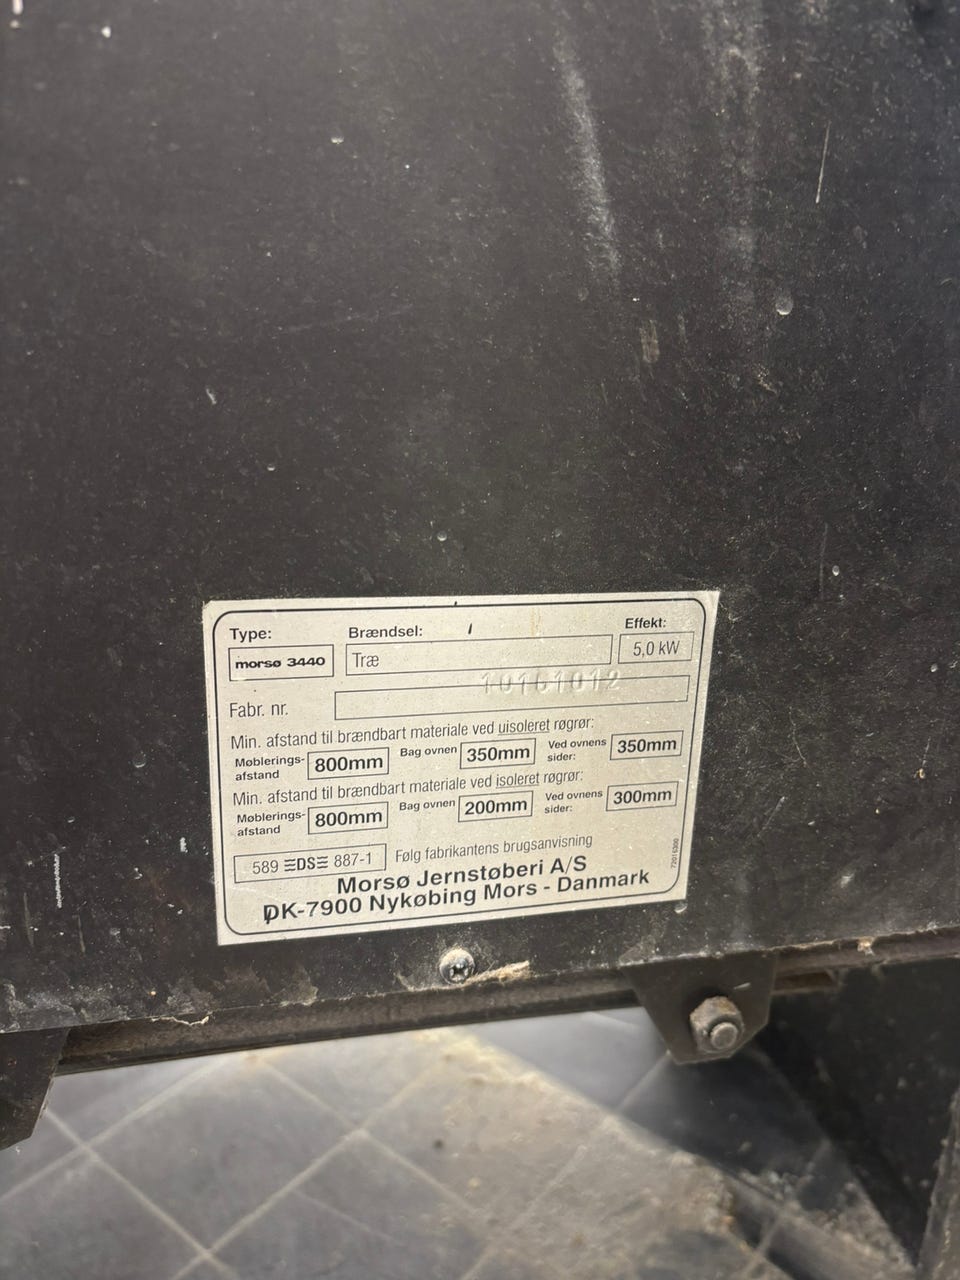 Type: Brændsel: Effekt:
morsø 3440 Træ 5,0 kW
Fabr. nr.
Min. afstand til brændbart materiale ved uisoleret røgrør:
Møblerings-afstand 800mm Bag ovnen 350mm Ved ovnens sider: 350mm
Min. afstand til brændbart materiale ved isoleret røgrør:
Møblerings-afstand 800mm Bag ovnen 200mm Ved ovnens sider: 300mm
589 DS 887-1 Følg fabrikantens brugsanvisning
Morsø Jernstøberi A/S
DK-7900 Nykøbing Mors - Danmark